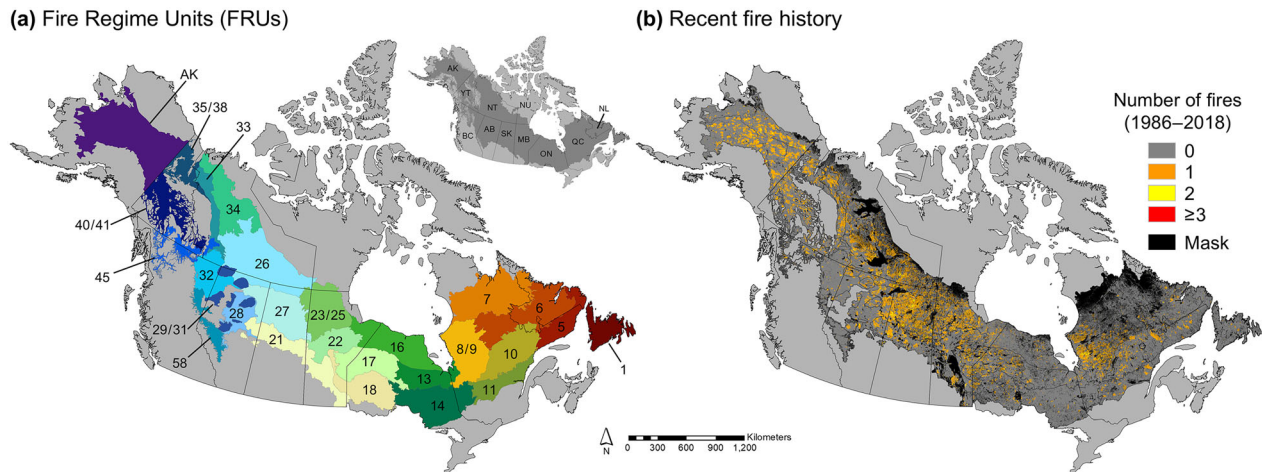 (a) Fire Regime Units (FRUs)
AK
35/38
33
34
40/41
45
32
26
29/31
28
27
23/25
58
21
22
16
17
18
13
14
7
6
5
8/9
10
11
1
AK
YT
NT
NU
BC
AB
SK
MB
ON
QC
NL
N
Kilometers
0 300 600 900 1,200
(b) Recent fire history
Number of fires
(1986–2018)
0
1
2
≥3
Mask